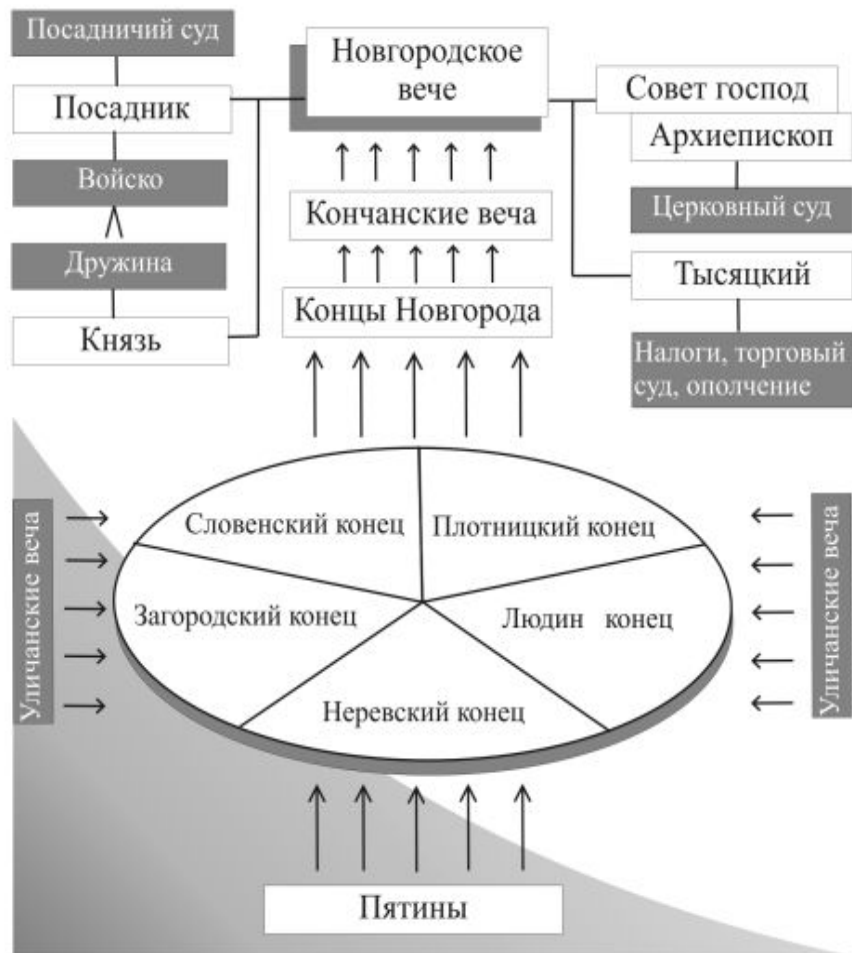 Посадничий суд
Новгородское
вече
Посадник
Совет господ
Архиепископ
Войско
Кончанские веча
Церковный суд
Дружина
Тысяцкий
Концы Новгорода
Князь
Налоги, торговый
суд, ополчение
Словенский конец
Плотницкий конец
Уличанские веча
Загородский конец
Людин конец
Уличанские веча
Неревский конец
Пятины